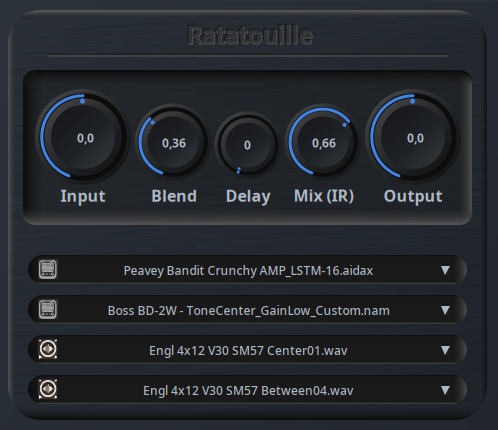 Ratatouille
0,0
0,36
0
0,66
0,0
Input
Blend
Delay
Mix (IR)
Output
Peavey Bandit Crunchy AMP_LSTM-16.aidax
Boss BD-2W - ToneCenter_GainLow_Custom.nam
Engl 4x12 V30 SM57 Center01.wav
Engl 4x12 V30 SM57 Between04.wav